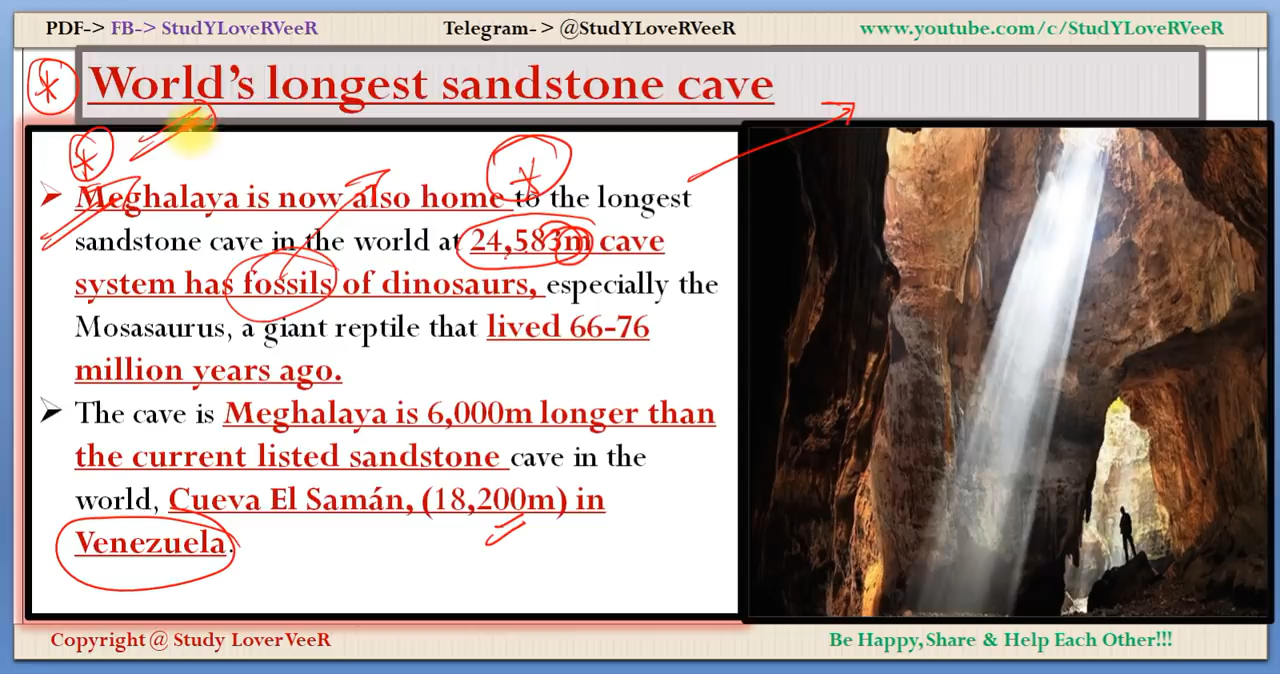 PDF-> FB-> StudYLoveRVeeR Telegram-> @StudYLoveRVeeR www.youtube.com/c/StudYLoveRVeeR
World's longest sandstone cave
Meghalaya is now also home to the longest
sandstone cave in the world at 24,583m cave
system has fossils of dinosaurs, especially the
Mosasaurus, a giant reptile that lived 66-76
million years ago.
The cave is Meghalaya is 6,000m longer than
the current listed sandstone cave in the
world, Cueva El Samán, (18,200m) in
Venezuela.
Copyright @ Study LoverVeeR Be Happy,Share & Help Each Other!!!